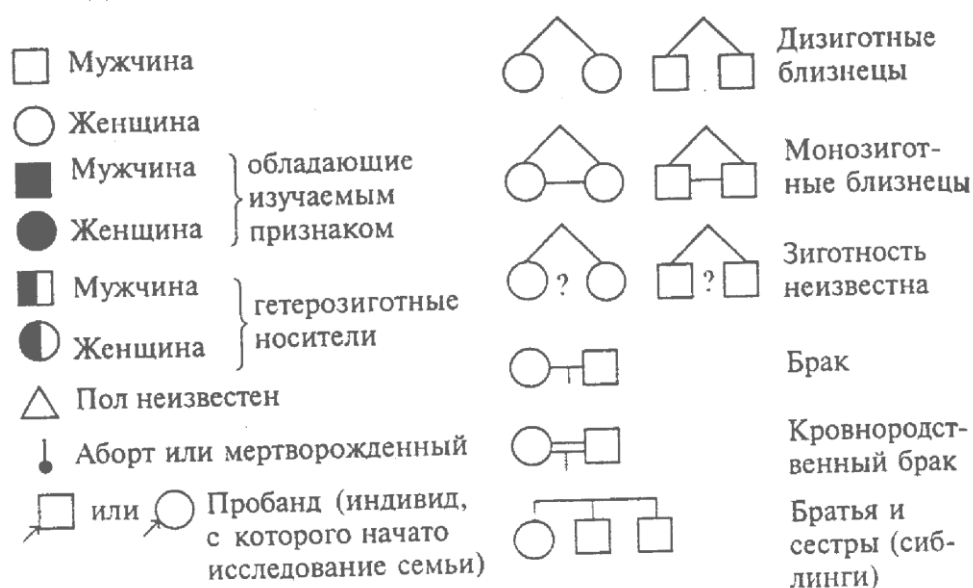 Мужчина
Женщина
Мужчина
Женщина
обладающие
изучаемым
признаком
Мужчина
Женщина
гетерозиготные
носители
Пол неизвестен
Аборт или мертворожденный
или
Пробанд (индивид,
с которого начато
исследование семьи)
Дизиготные
близнецы
Монозигот-
ные близнецы
? ?
Зиготность
неизвестна
Брак
Кровнородст-
венный брак
Братья и
сестры (сиб-
линги)